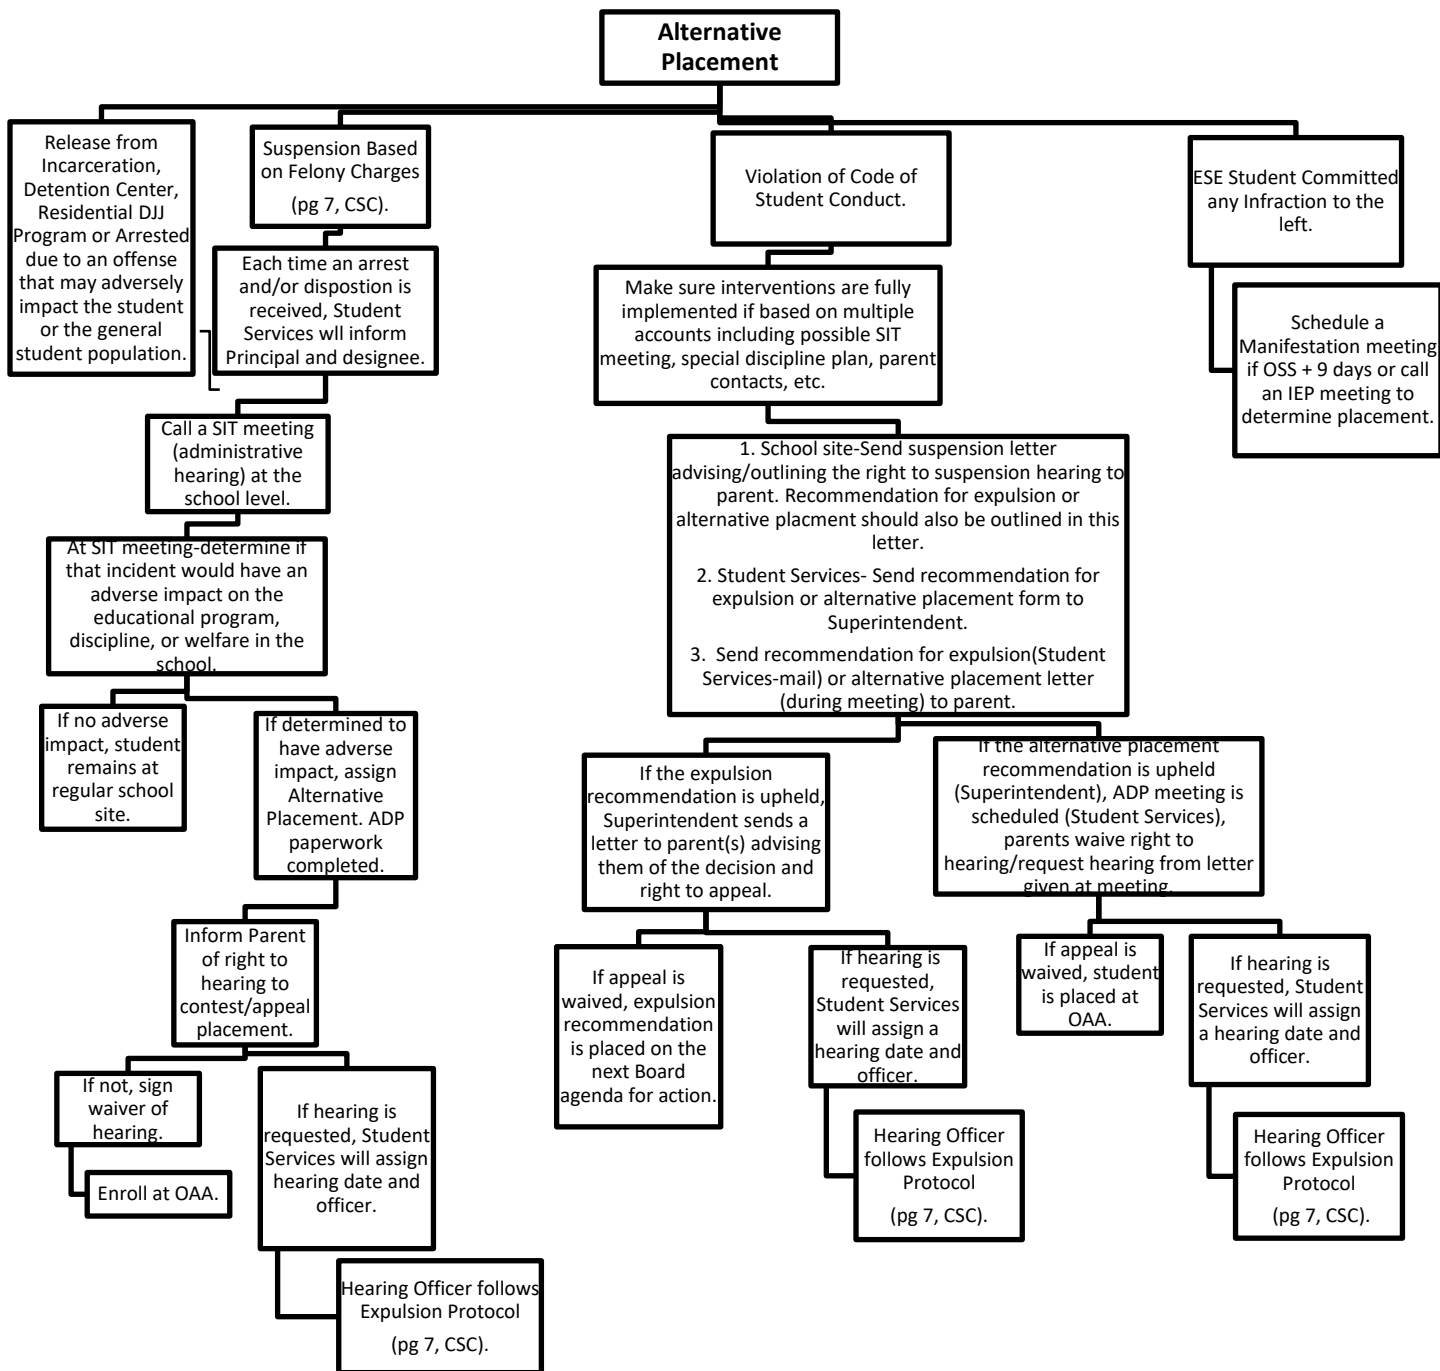 Alternative
Placement
Release from
Incarceration,
Detention Center,
Residential DJJ
Program or Arrested
due to an offense
that may adversely
impact the student
or the general
student population.
Suspension Based
on Felony Charges
(pg 7, CSC).
Each time an arrest
and/or dispostion is
received, Student
Services wll inform
Principal and designee.
Call a SIT meeting
(administrative
hearing) at the
school level.
At SIT meeting-determine if
that incident would have an
adverse impact on the
educational program,
discipline, or welfare in the
school.
If no adverse
impact, student
remains at
regular school
site.
If determined to
have adverse
impact, assign
Alternative
Placement. ADP
paperwork
completed.
Inform Parent
of right to
hearing to
contest/appeal
placement.
If not, sign
waiver of
hearing.
Enroll at OAA.
If hearing is
requested, Student
Services will assign
hearing date and
officer.
Hearing Officer follows
Expulsion Protocol
(pg 7, CSC).
Violation of Code of
Student Conduct.
Make sure interventions are fully
implemented if based on multiple
accounts including possible SIT
meeting, special discipline plan, parent
contacts, etc.
1. School site-Send suspension letter
advising/outlining the right to suspension hearing to
parent. Recommendation for expulsion or
alternative placment should also be outlined in this
letter.
2. Student Services- Send recommendation for
expulsion or alternative placement form to
Superintendent.
3. Send recommendation for expulsion(Student
Services-mail) or alternative placement letter
(during meeting) to parent.
If the expulsion
recommendation is upheld,
Superintendent sends a
letter to parent(s) advising
them of the decision and
right to appeal.
If appeal is
waived, expulsion
recommendation
is placed on the
next Board
agenda for action.
If hearing is
requested,
Student Services
will assign a
hearing date and
officer.
Hearing Officer
follows Expulsion
Protocol
(pg 7, CSC).
If the alternative placement
recommendation is upheld
(Superintendent), ADP meeting is
scheduled (Student Services),
parents waive right to
hearing/request hearing from letter
given at meeting.
If appeal is
waived, student
is placed at
OAA.
If hearing is
requested, Student
Services will assign
a hearing date and
officer.
Hearing Officer
follows Expulsion
Protocol
(pg 7, CSC).
ESE Student Committed
any Infraction to the
left.
Schedule a
Manifestation meeting
if OSS + 9 days or call
an IEP meeting to
determine placement.